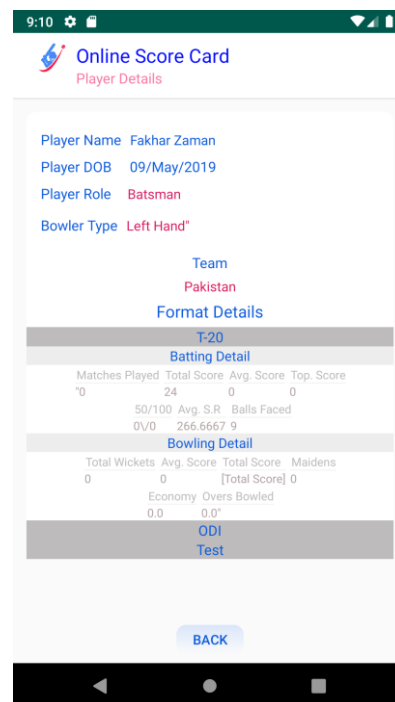 9:10
Online Score Card
Player Details
Player Name Fakhar Zaman
Player DOB 09/May/2019
Player Role Batsman
Bowler Type Left Hand"
Team
Pakistan
Format Details
T-20
Batting Detail
Matches Played Total Score Avg. Score Top. Score
"0 24 0 0
50/100 Avg. S.R Balls Faced
0\/0 266.6667 9
Bowling Detail
Total Wickets Avg. Score Total Score Maidens
0 0 [Total Score] 0
Economy Overs Bowled
0.0 0.0"
ODI
Test
BACK